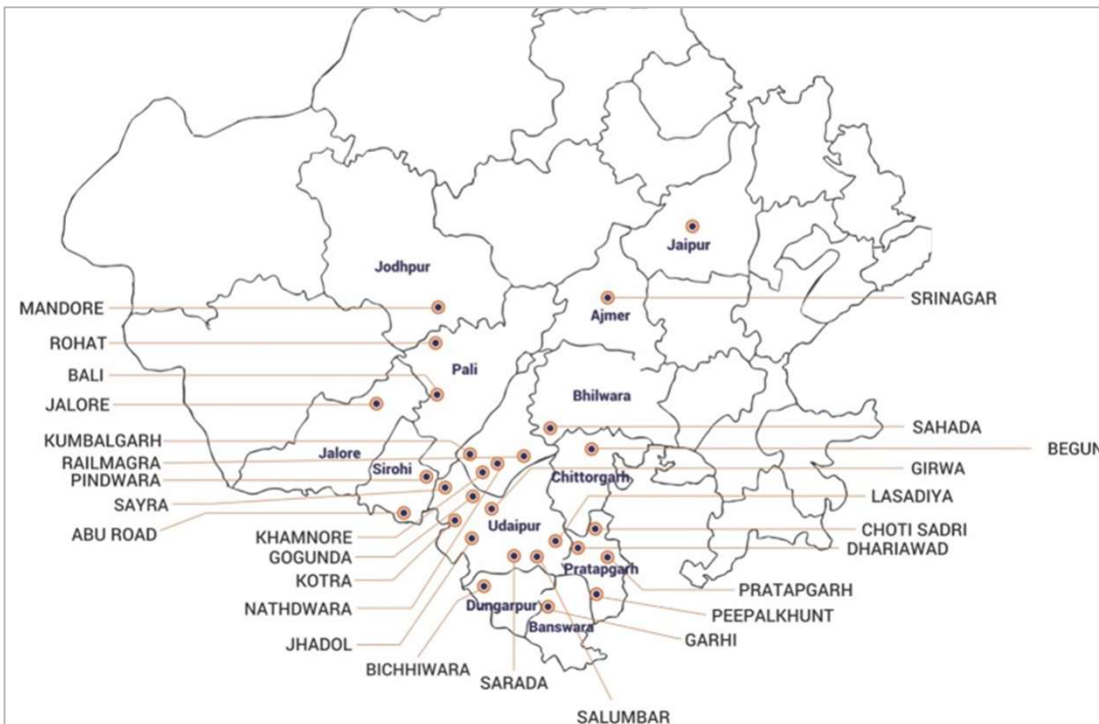 Jaipur
Jodhpur
MANDORE
SRINAGAR
Ajmer
ROHAT
Pali
BALI
Bhilwara
JALORE
SAHADA
KUMBALGARH
BEGUN
Jalore
RAILMAGRA
Sirohi
GIRWA
PINDWARA
Chittorgarh
LASADIYA
SAYRA
Udaipur
CHOTI SADRI
ABU ROAD
KHAMNORE
DHARIAWAD
GOGUNDA
Pratapgarh
KOTRA
PRATAPGARH
NATHDWARA
Dungarpur
PEEPALKHUNT
Banswara
GARHI
JHADOL
BICHHIWARA
SARADA
SALUMBAR